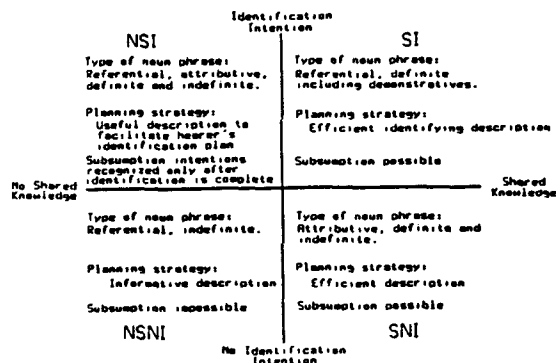 Identification
Intention
NSI
Type of noun phrase:
Referential, attributive,
definite and indefinite.
Planning strategy:
Useful description to
facilitate hearer's
identification plan
Subsumption intentions
recognized only after
identification is complete
SI
Type of noun phrase:
Referential, definite
including demonstratives.
Planning strategy:
Efficient identifying description
Subsumption possible
No Shared
Knowledge
Shared
Knowledge
Type of noun phrase:
Referential, indefinite.
Planning strategy:
Informative description
Subsumption impossible
NSNI
Type of noun phrase:
Attributive, definite and
indefinite.
Planning strategy:
Efficient description
Subsumption possible
SNI
No Identification
Intention